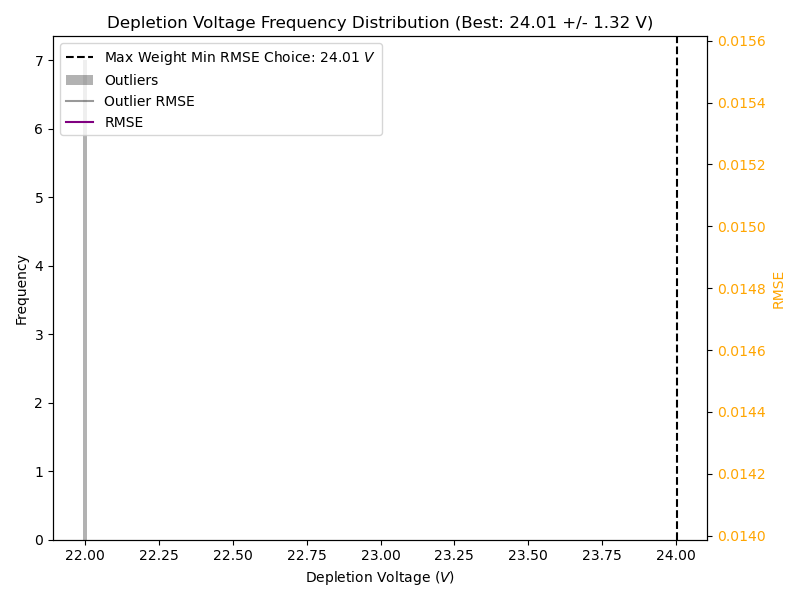 Depletion Voltage Frequency Distribution (Best: 24.01 +/- 1.32 V)
Max Weight Min RMSE Choice: 24.01 V
Outliers
Outlier RMSE
RMSE
7
6
5
4
3
2
1
0
Frequency
22.00 22.25 22.50 22.75 23.00 23.25 23.50 23.75 24.00
Depletion Voltage (V)
0.0156
0.0154
0.0152
0.0150
0.0148
0.0146
0.0144
0.0142
0.0140
RMSE